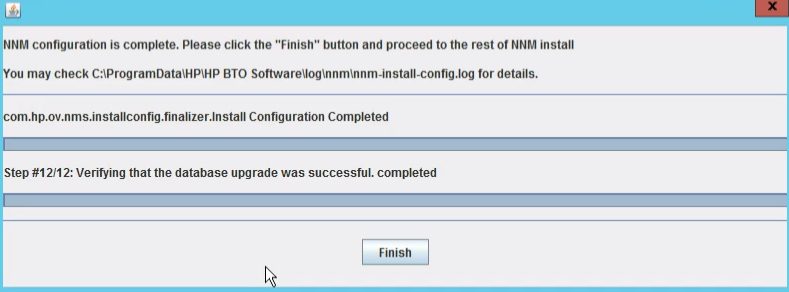 NNM configuration is complete. Please click the "Finish" button and proceed to the rest of NNM install
You may check C:\ProgramData\HP\HP BTO Software\log\nnm\nnm-install-config.log for details.
com.hp.ov.nms.installconfig.finalizer.Install Configuration Completed
Step #12/12: Verifying that the database upgrade was successful. completed
Finish